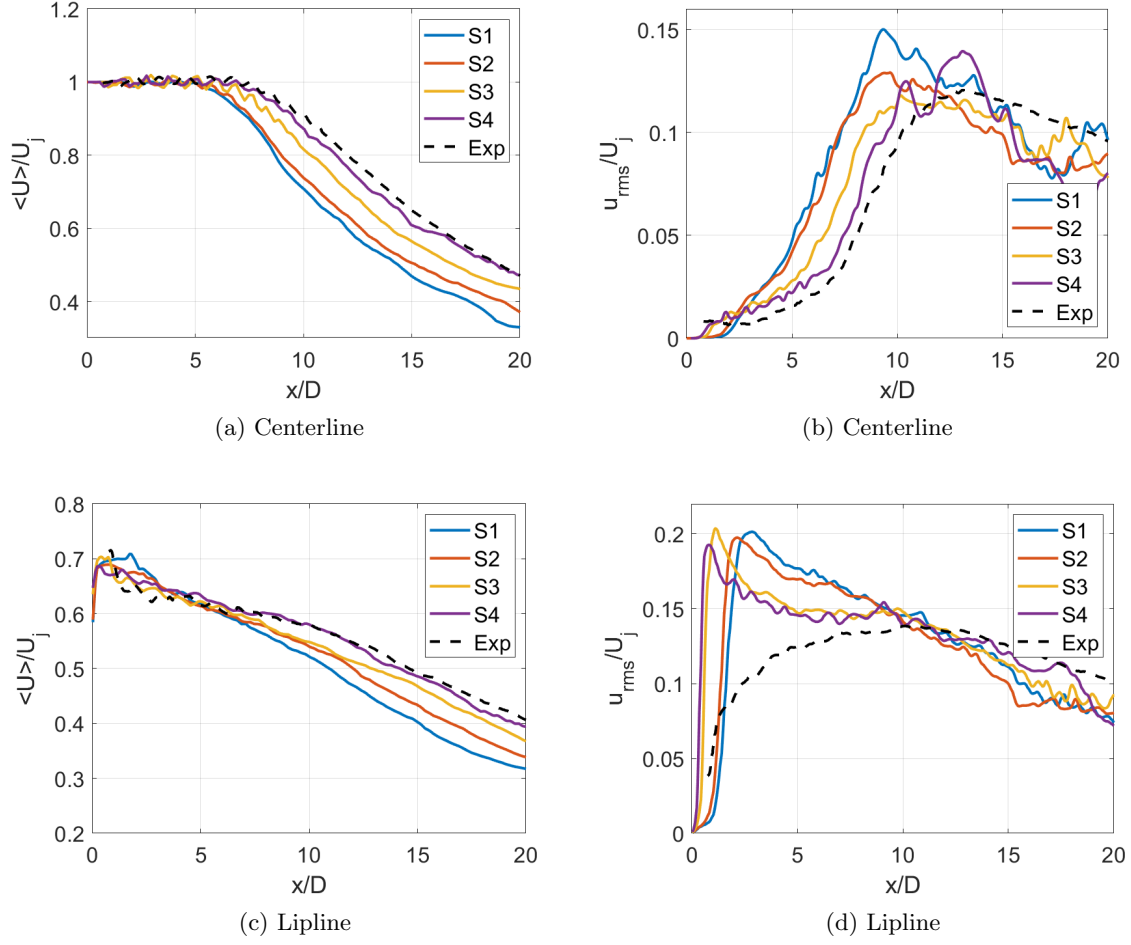 1.2
1
0.8
0.6
0.4
<U>/U_j
0
5
10
15
20
x/D
S1
S2
S3
S4
Exp
(a) Centerline
0.15
0.1
0.05
0
u_rms/U_j
0
5
10
15
20
x/D
S1
S2
S3
S4
Exp
(b) Centerline
0.8
0.7
0.6
0.5
0.4
0.3
0.2
<U>/U_j
0
5
10
15
20
x/D
S1
S2
S3
S4
Exp
(c) Lipline
0.2
0.15
0.1
0.05
0
u_rms/U_j
0
5
10
15
20
x/D
S1
S2
S3
S4
Exp
(d) Lipline